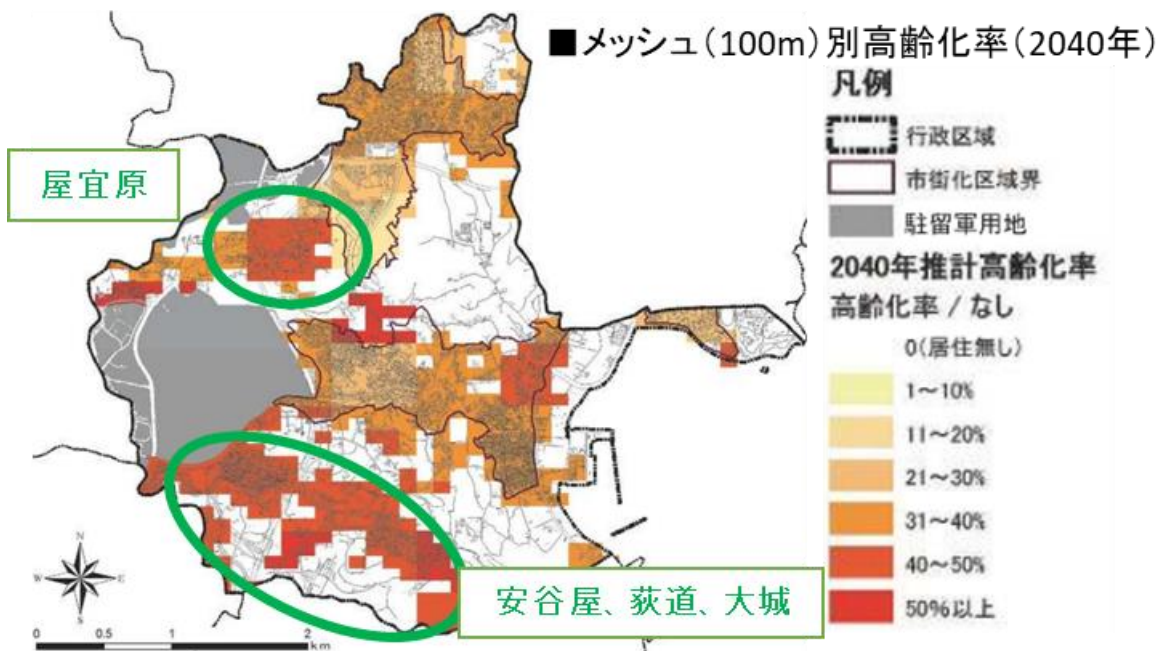 ■メッシュ(100m)別高齢化率(2040年)
凡例
行政区域
市街化区域界
駐留軍用地
2040年推計高齢化率
高齢化率 / なし
0(居住無し)
1～10%
11～20%
21～30%
31～40%
40～50%
50%以上
屋宜原
安谷屋、荻道、大城
N
W
E
S
0 0.5 1 2
km